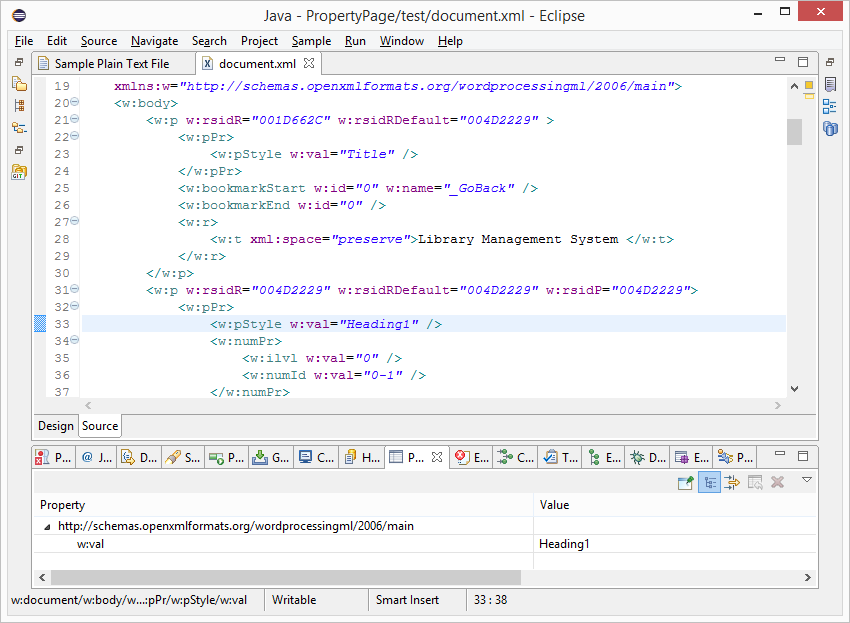 Java - PropertyPage/test/document.xml - Eclipse
File Edit Source Navigate Search Project Sample Run Window Help
Sample Plain Text File document.xml
19 xmlns:w="http://schemas.openxmlformats.org/wordprocessingml/2006/main">
20 <w:body>
21 <w:p w:rsidR="001D662C" w:rsidRDefault="004D2229" >
22 <w:pPr>
23 <w:pStyle w:val="Title" />
24 </w:pPr>
25 <w:bookmarkStart w:id="0" w:name="_GoBack" />
26 <w:bookmarkEnd w:id="0" />
27 <w:r>
28 <w:t xml:space="preserve">Library Management System </w:t>
29 </w:r>
30 </w:p>
31 <w:p w:rsidR="004D2229" w:rsidRDefault="004D2229" w:rsidP="004D2229">
32 <w:pPr>
33 <w:pStyle w:val="Heading1" />
34 <w:numPr>
35 <w:ilvl w:val="0" />
36 <w:numId w:val="0-1" />
37 </w:numPr>
GIT
Design Source
P... @ J... D... S... P... G... C... H... P... E... C... T... E... D... E... P...
Property Value
http://schemas.openxmlformats.org/wordprocessingml/2006/main
w:val Heading1
w:document/w:body/w...:pPr/w:pStyle/w:val Writable Smart Insert 33 : 38